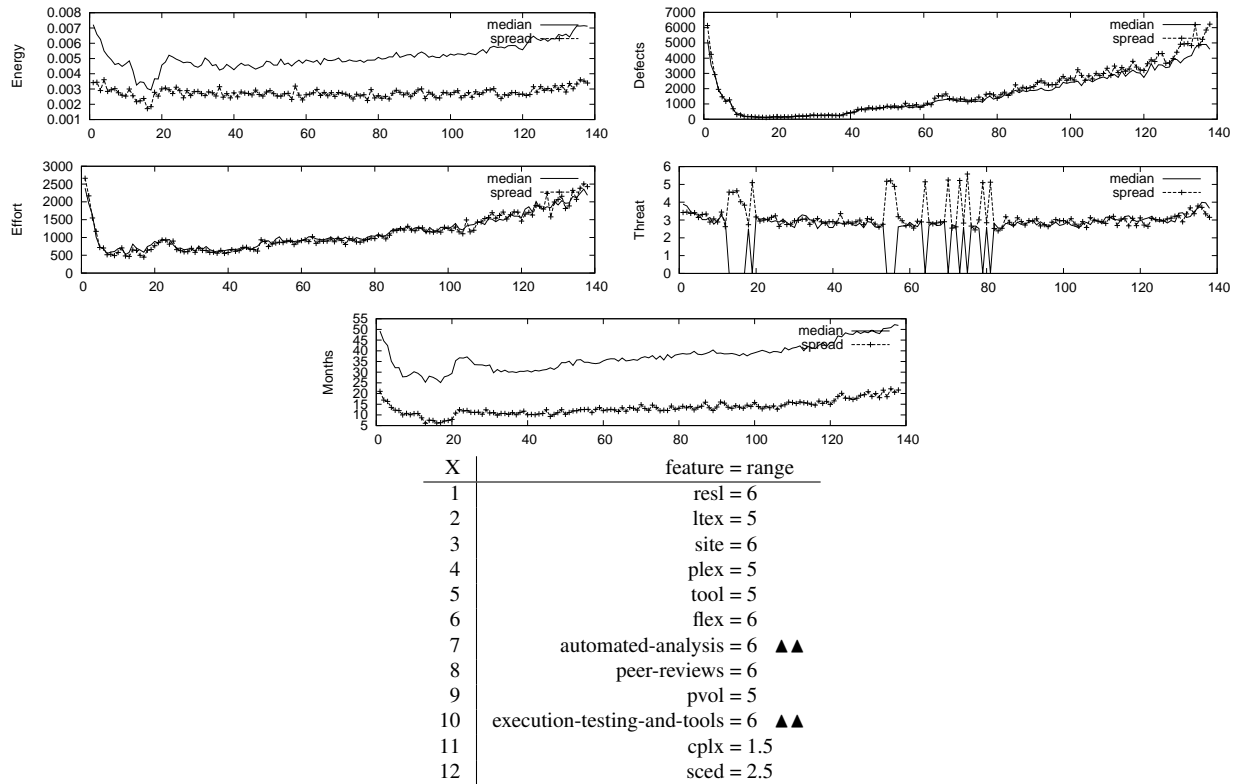 Energy
0.008
0.007
0.006
0.005
0.004
0.003
0.002
0.001
0 20 40 60 80 100 120 140
median
spread
Defects
7000
6000
5000
4000
3000
2000
1000
0
0 20 40 60 80 100 120 140
median
spread
Effort
3000
2500
2000
1500
1000
500
0
0 20 40 60 80 100 120 140
median
spread
Threat
6
5
4
3
2
1
0
0 20 40 60 80 100 120 140
median
spread
Months
55
50
45
40
35
30
25
20
15
10
5
0 20 40 60 80 100 120 140
median
spread
X feature = range
1 resl = 6
2 ltex = 5
3 site = 6
4 plex = 5
5 tool = 5
6 flex = 6
7 automated-analysis = 6 ▲▲
8 peer-reviews = 6
9 pvol = 5
10 execution-testing-and-tools = 6 ▲▲
11 cplx = 1.5
12 sced = 2.5